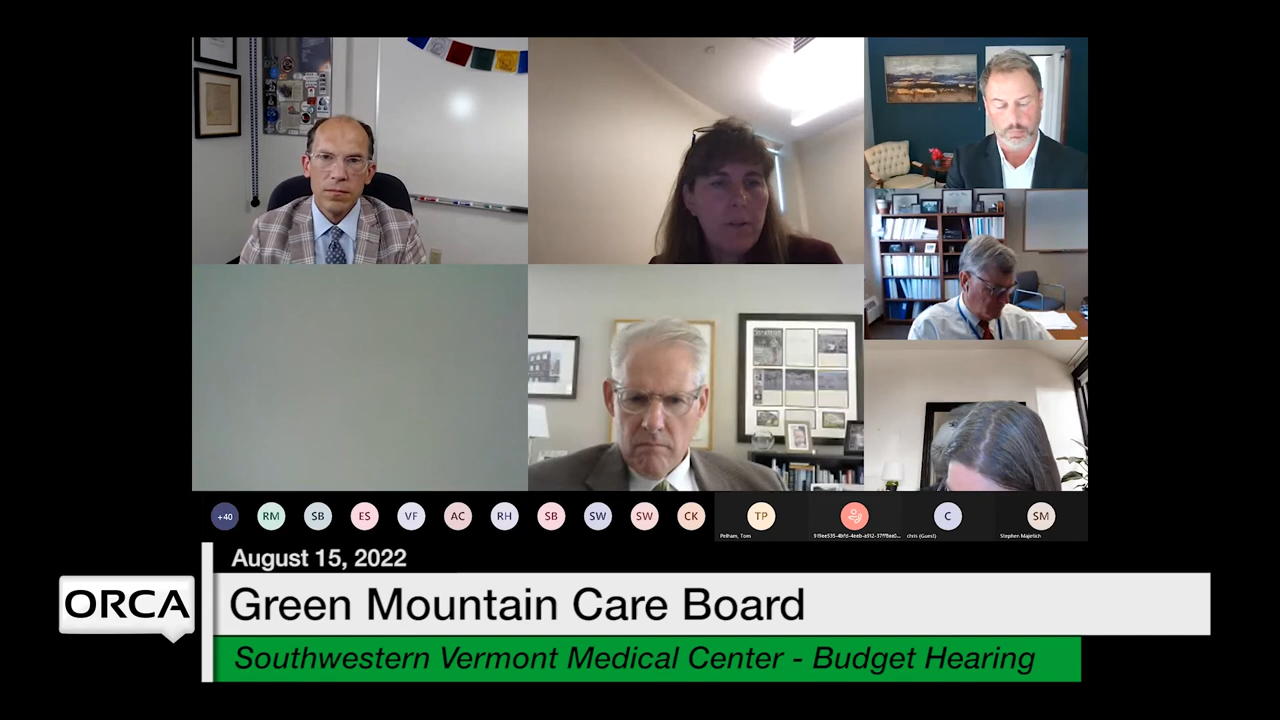 +40
RM
SB
ES
VF
AC
RH
SB
SW
SW
CK
TP
C
SM
Pelham, Tom
chris (Guest)
Stephen Majetich
August 15, 2022
ORCA
Green Mountain Care Board
Southwestern Vermont Medical Center - Budget Hearing